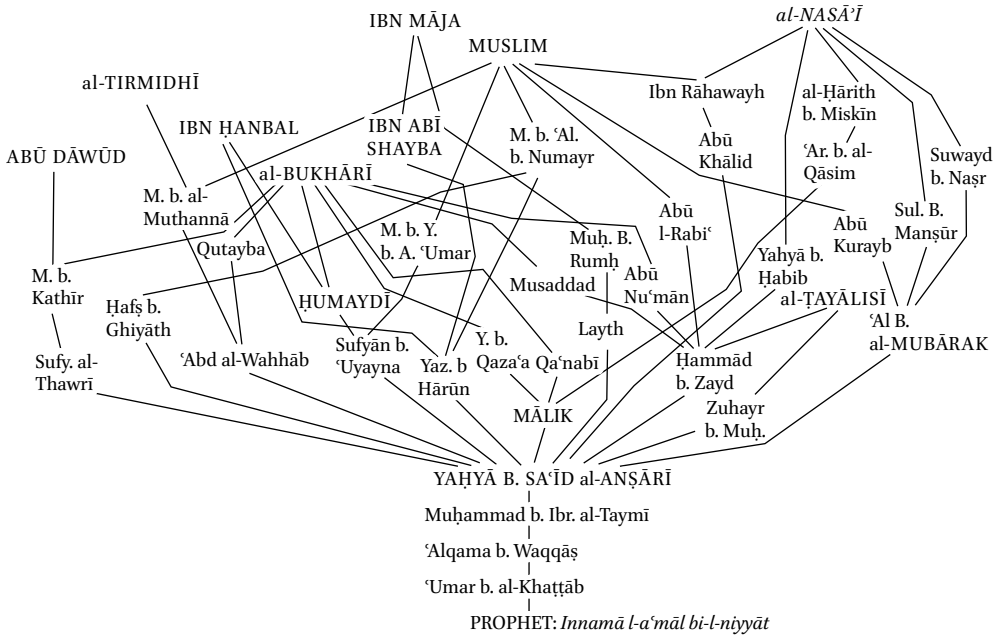 IBN MĀJA
al-NASĀʾĪ
MUSLIM
al-TIRMIDHĪ
Ibn Rāhawayh
al-Ḥārith
b. Miskīn
IBN ḤANBAL
IBN ABĪ
SHAYBA
M. b. ʿAl.
b. Numayr
Abū
Khālid
ʿAr. b. al-
Qāsim
Suwayd
b. Naṣr
ABŪ DĀWŪD
al-BUKHĀRĪ
M. b. al-
Muthannā
Qutayba
M. b. Y.
b. A. ʿUmar
Muḥ. B.
Rumḥ
Abū
l-Rabiʿ
Abū
Kurayb
Sul. B.
Manṣūr
Yahyā b.
Ḥabib
M. b.
Kathīr
Ḥafṣ b.
Ghiyāth
ḤUMAYDĪ
Musaddad
Abū
Nuʿmān
al-ṬAYĀLISĪ
ʿAl B.
al-MUBĀRAK
Layth
Sufy. al-
Thawrī
ʿAbd al-Wahhāb
Sufyān b.
ʿUyayna
Yaz. b
Hārūn
Y. b.
Qazaʿa
Qaʿnabī
Ḥammād
b. Zayd
Zuhayr
b. Muḥ.
MĀLIK
YAḤYĀ B. SAʿĪD al-ANṢĀRĪ
Muḥammad b. Ibr. al-Taymī
ʿAlqama b. Waqqāṣ
ʿUmar b. al-Khaṭṭāb
PROPHET: Innamā l-aʿmāl bi-l-niyyāt